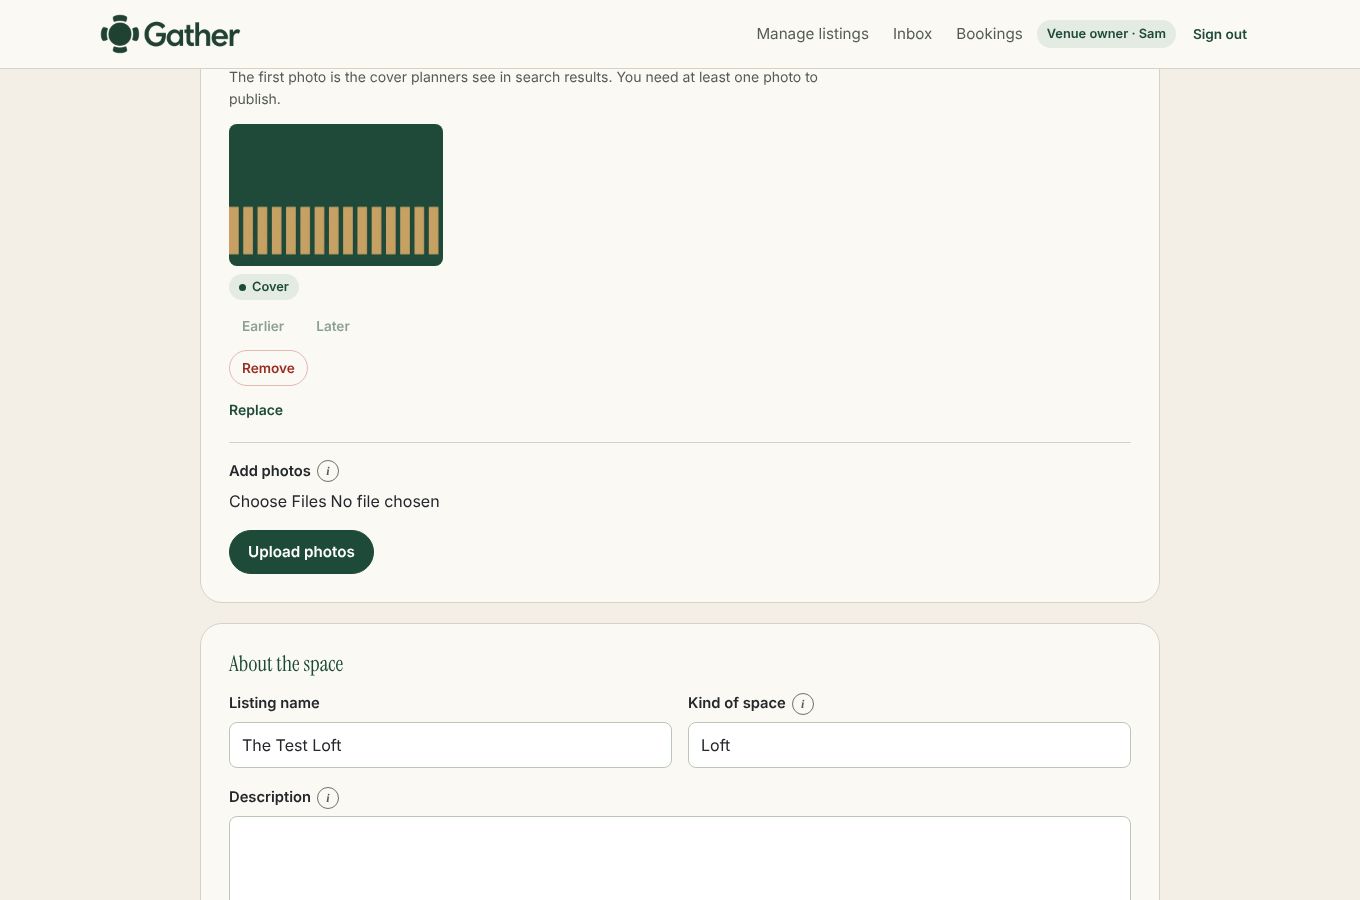 Gather
Manage listings
Inbox
Bookings
Venue owner · Sam
Sign out
The first photo is the cover planners see in search results. You need at least one photo to
publish.
Cover
Earlier
Later
Remove
Replace
Add photos i
Choose Files No file chosen
Upload photos
About the space
Listing name
Kind of space i
The Test Loft
Loft
Description i